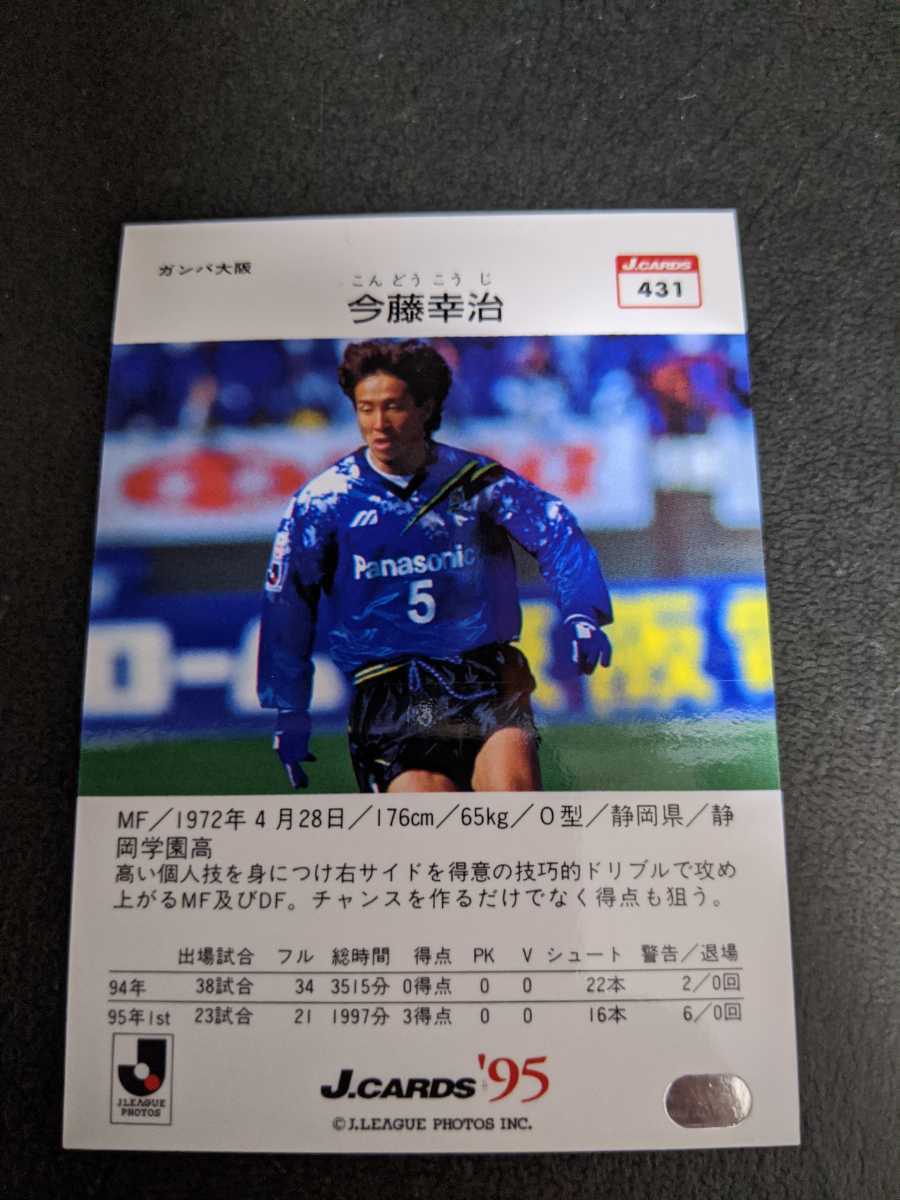 ガンバ大阪
J.CARDS
431
こん どう こう じ
今藤幸治
Panasonic
5
ローム
阪
MF／1972年4月28日／176cm／65kg／O型／静岡県／静
岡学園高
高い個人技を身につけ右サイドを得意の技巧的ドリブルで攻め
上がるMF及びDF。チャンスを作るだけでなく得点も狙う。
出場試合 フル 総時間 得点 PK V シュート 警告／退場
94年 38試合 34 3515分 0得点 0 0 22本 2／0回
95年1st 23試合 21 1997分 3得点 0 0 16本 6／0回
J.LEAGUE
PHOTOS
J.CARDS '95
©J.LEAGUE PHOTOS INC.